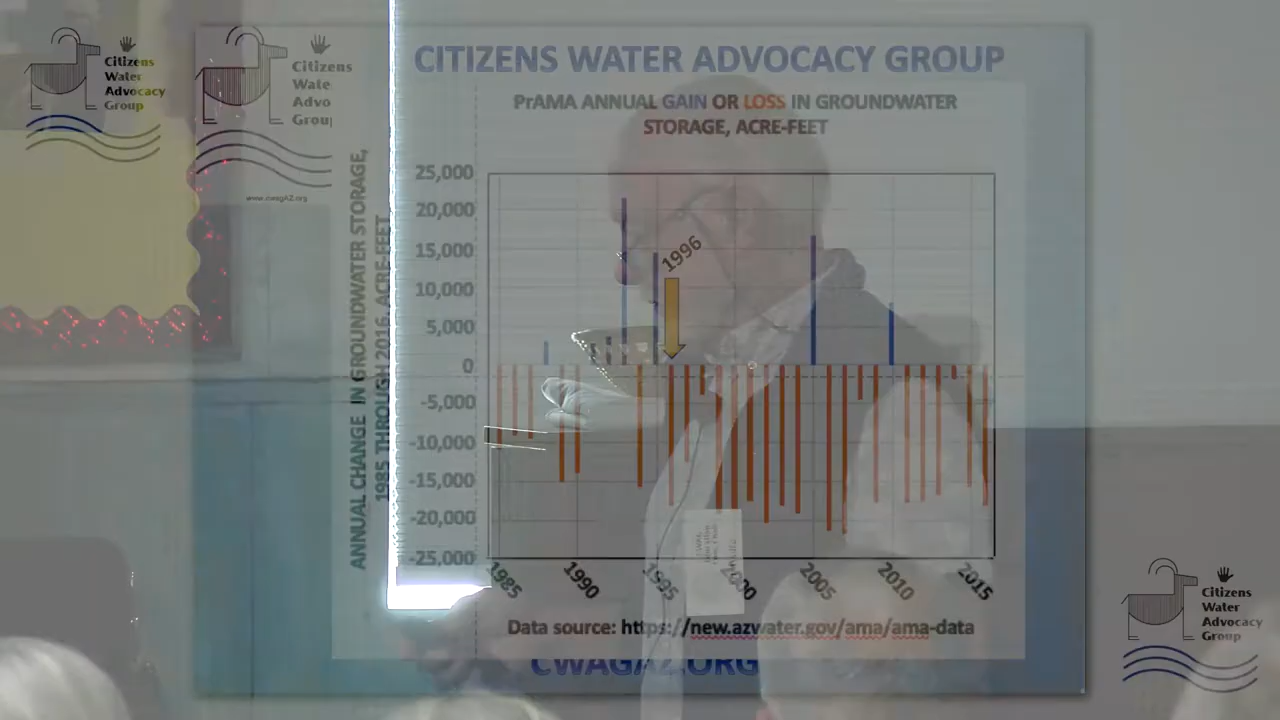 Citizens
Water
Advocacy
Group
Citizens
Wate
Advo
Grou
www.cwagAZ.org
CITIZENS WATER ADVOCACY GROUP
PrAMA ANNUAL GAIN OR LOSS IN GROUNDWATER
STORAGE, ACRE-FEET
ANNUAL CHANGE IN GROUNDWATER STORAGE,
1985 THROUGH 2016, ACRE-FEET
25,000
20,000
15,000
10,000
5,000
0
-5,000
-10,000
-15,000
-20,000
-25,000
1996
1985
1990
1995
2000
2005
2010
2015
Data source: https://new.azwater.gov/ama/ama-data
CWAGAZ.ORG
Citizens
Water
Advocacy
Group